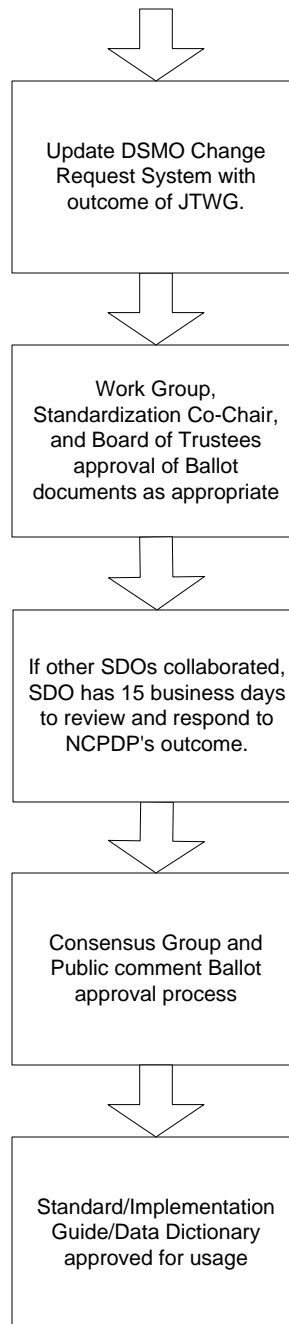 Update DSMO Change
Request System with
outcome of JTWG.
Work Group,
Standardization Co-Chair,
and Board of Trustees
approval of Ballot
documents as appropriate
If other SDOs collaborated,
SDO has 15 business days
to review and respond to
NCPDP's outcome.
Consensus Group and
Public comment Ballot
approval process
Standard/Implementation
Guide/Data Dictionary
approved for usage